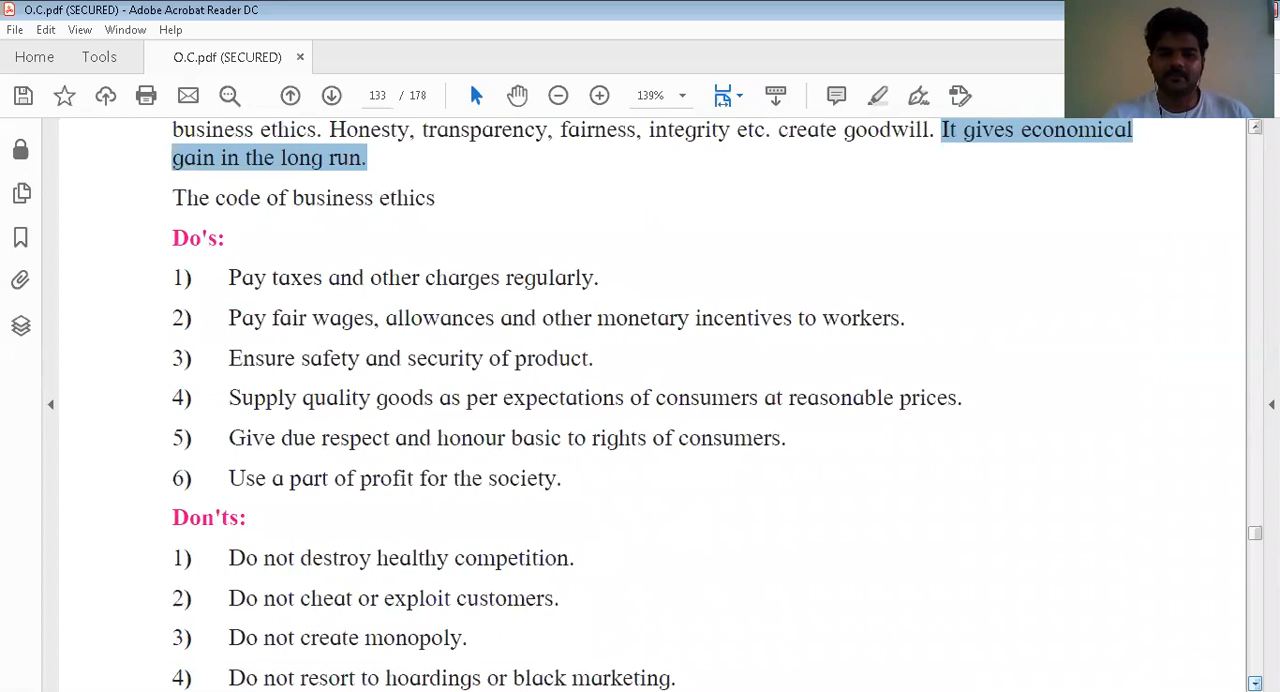 O.C.pdf (SECURED) - Adobe Acrobat Reader DC
File Edit View Window Help
Home Tools O.C.pdf (SECURED) ×
133 / 178 139%
business ethics. Honesty, transparency, fairness, integrity etc. create goodwill. It gives economical
gain in the long run.
The code of business ethics
Do's:
1) Pay taxes and other charges regularly.
2) Pay fair wages, allowances and other monetary incentives to workers.
3) Ensure safety and security of product.
4) Supply quality goods as per expectations of consumers at reasonable prices.
5) Give due respect and honour basic to rights of consumers.
6) Use a part of profit for the society.
Don'ts:
1) Do not destroy healthy competition.
2) Do not cheat or exploit customers.
3) Do not create monopoly.
4) Do not resort to hoardings or black marketing.